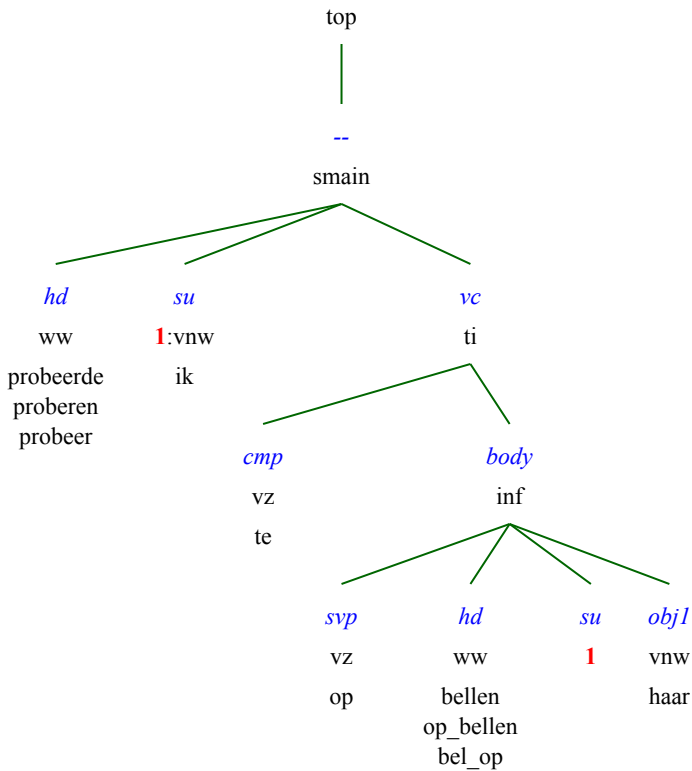 top
--
smain
hd su vc
ww 1:vnw ti
probeerde ik
proberen
probeer
cmp body
vz inf
te
svp hd su obj1
vz ww 1 vnw
op bellen haar
op_bellen
bel_op